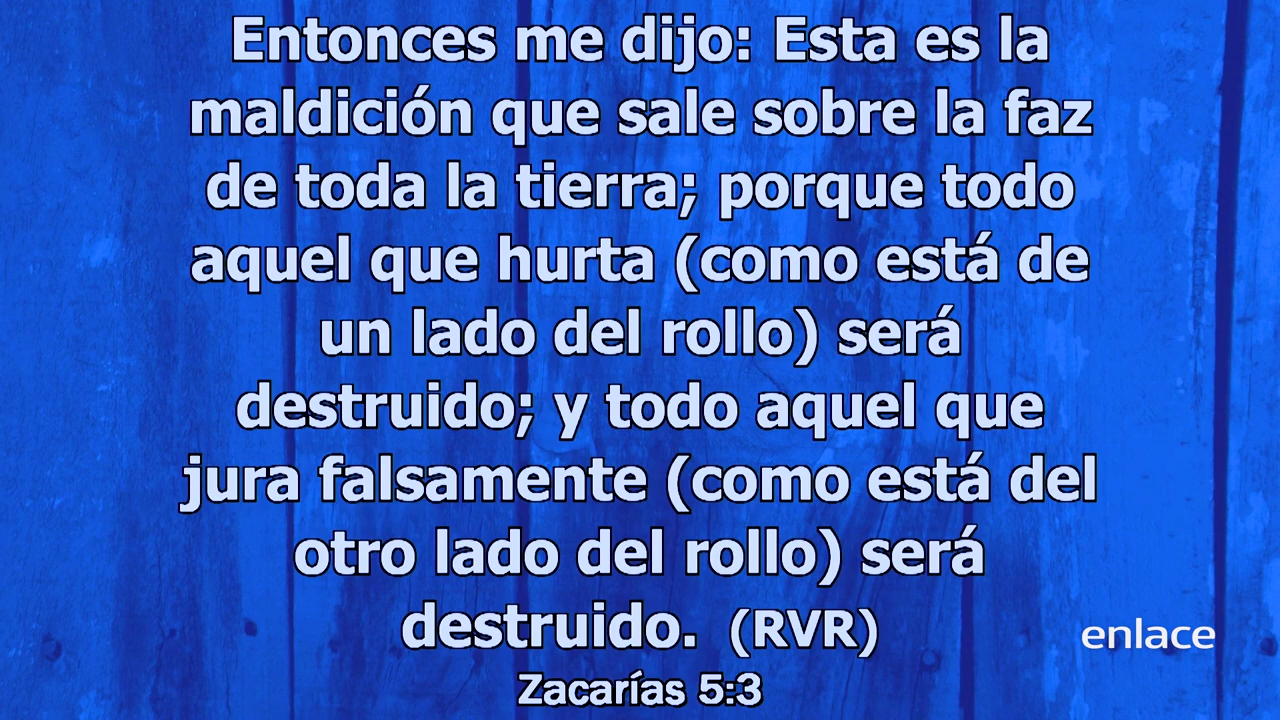 Entonces me dijo: Esta es la
maldición que sale sobre la faz
de toda la tierra; porque todo
aquel que hurta (como está de
un lado del rollo) será
destruido; y todo aquel que
jura falsamente (como está del
otro lado del rollo) será
destruido. (RVR)
enlace
Zacarías 5:3